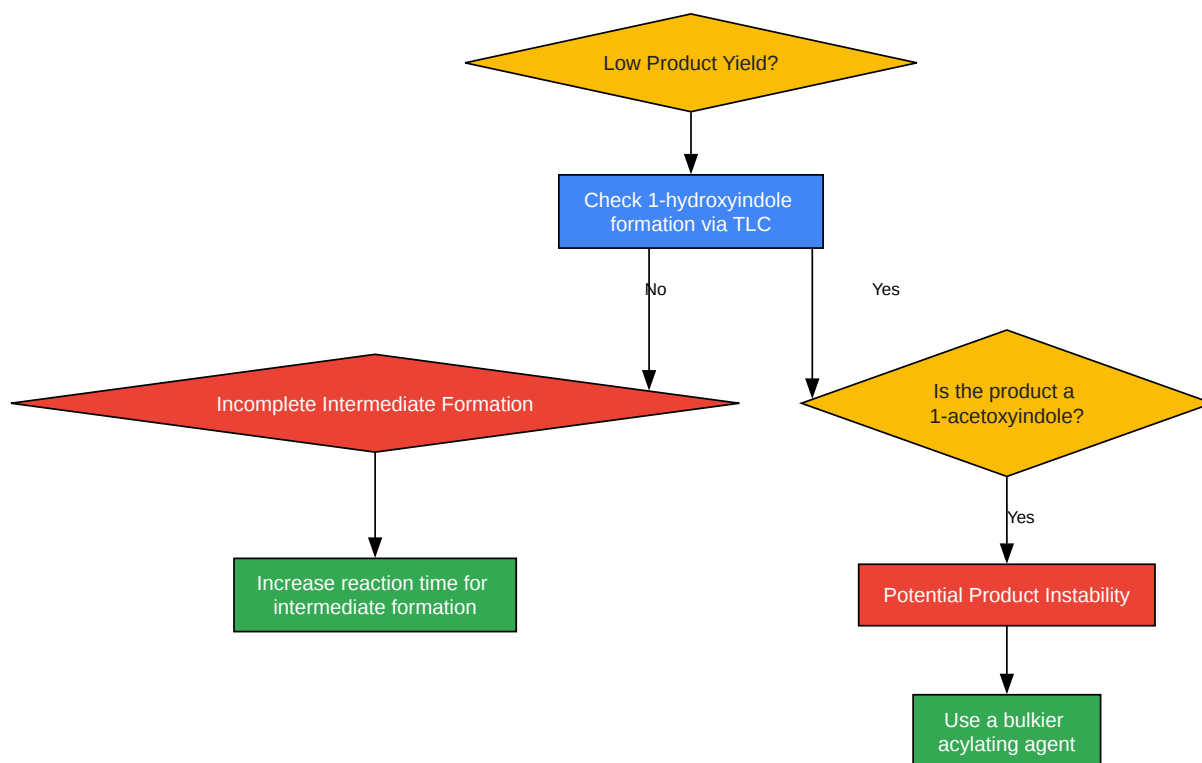 Low Product Yield?
Check 1-hydroxyindole
formation via TLC
No
Yes
Incomplete Intermediate Formation
Is the product a
1-acetoxyindole?
Yes
Increase reaction time for
intermediate formation
Potential Product Instability
Use a bulkier
acylating agent